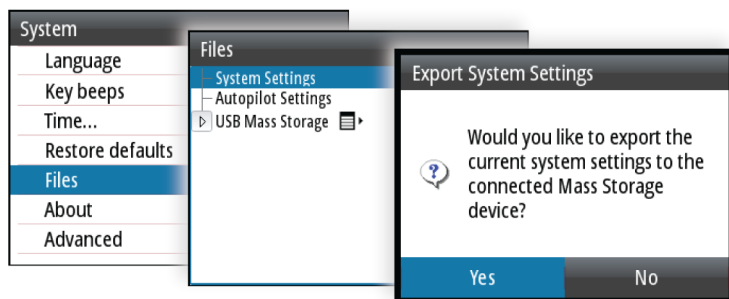 System
Language
Key beeps
Time...
Restore defaults
Files
About
Advanced
Files
System Settings
Autopilot Settings
USB Mass Storage
Export System Settings
Would you like to export the
current system settings to the
connected Mass Storage
device?
Yes
No